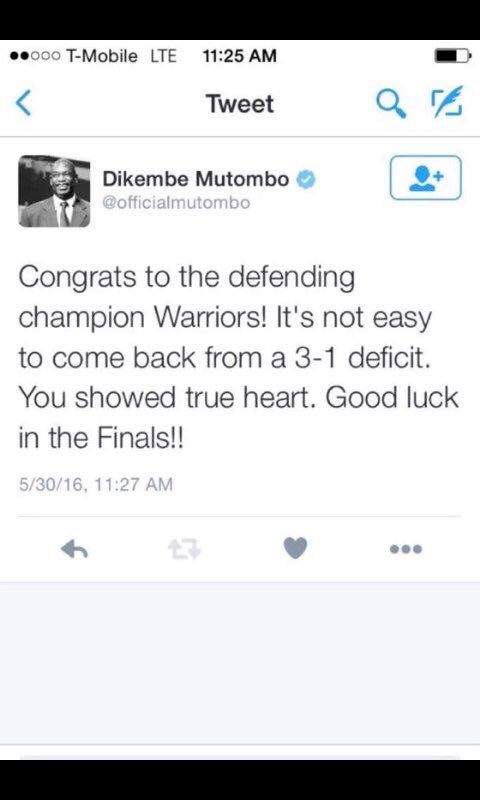 T-Mobile LTE 11:25 AM
Tweet
Dikembe Mutombo
@officialmutombo
Congrats to the defending
champion Warriors! It's not easy
to come back from a 3-1 deficit.
You showed true heart. Good luck
in the Finals!!
5/30/16, 11:27 AM